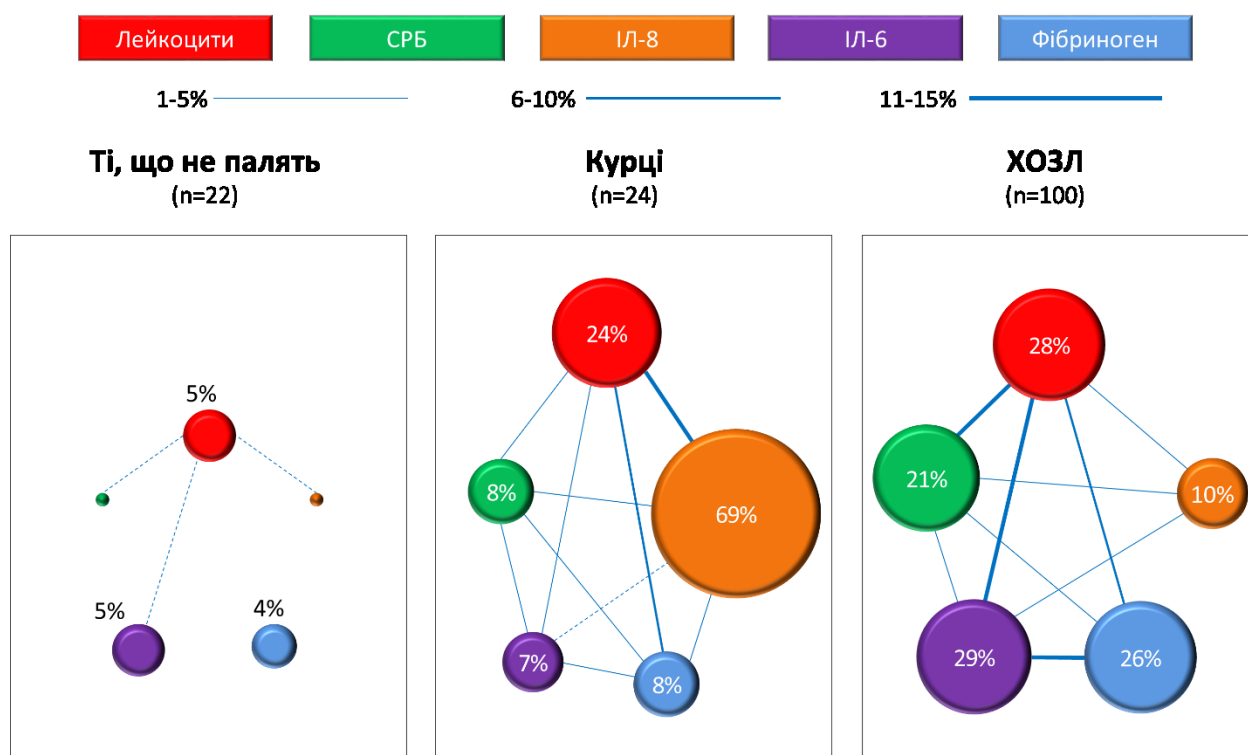 Лейкоцити СРБ ІЛ-8 ІЛ-6 Фібриноген
1-5% 6-10% 11-15%
Ті, що не палять
(n=22)
Курці
(n=24)
ХОЗЛ
(n=100)
5%
5%
4%
24%
8%
69%
7%
8%
28%
21%
10%
29%
26%